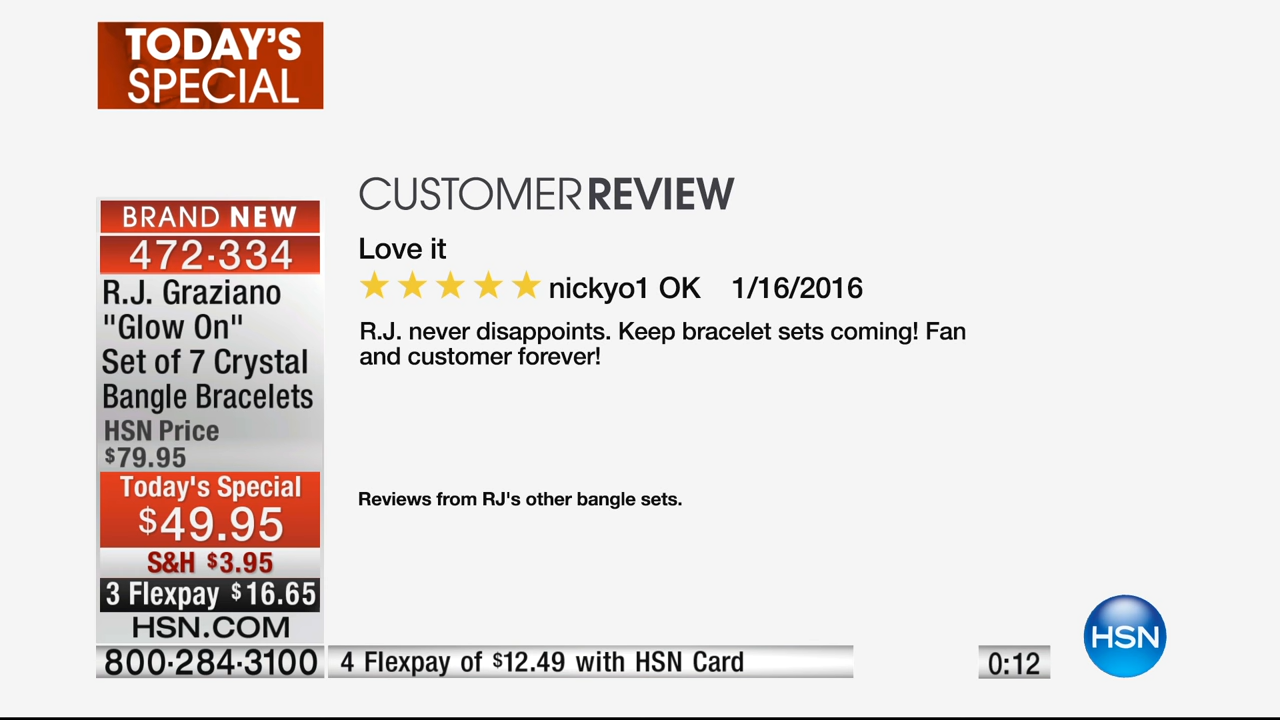 TODAY'S
SPECIAL
BRAND NEW
472·334
R.J. Graziano
"Glow On"
Set of 7 Crystal
Bangle Bracelets
HSN Price
$79.95
Today's Special
$49.95
S&H $3.95
3 Flexpay $16.65
HSN.COM
800·284·3100
CUSTOMER REVIEW
Love it
★★★★★ nickyo1 OK 1/16/2016
R.J. never disappoints. Keep bracelet sets coming! Fan
and customer forever!
Reviews from RJ's other bangle sets.
4 Flexpay of $12.49 with HSN Card
0:12
HSN